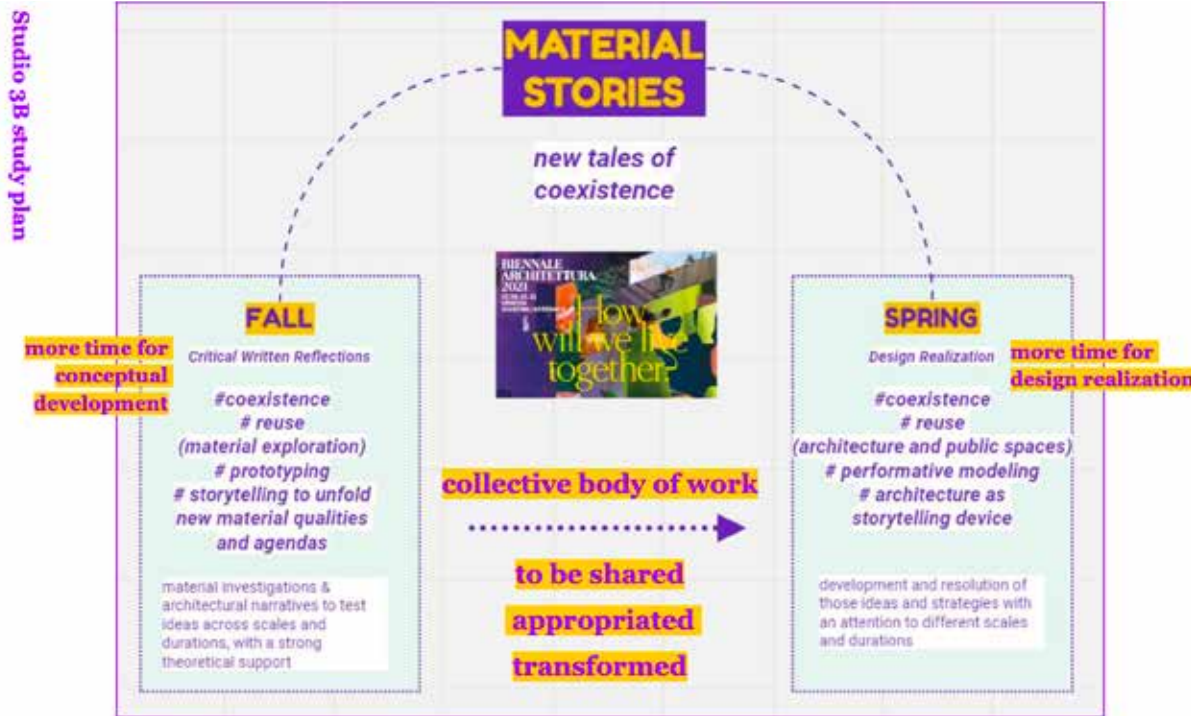 Studio 3B study plan
MATERIAL
STORIES
new tales of
coexistence
BIENNALE
ARCHITETTURA
2021
How
will we live
together?
FALL
Critical Written Reflections
more time for
conceptual
development
#coexistence
# reuse
(material exploration)
# prototyping
# storytelling to unfold
new material qualities
and agendas
material investigations &
architectural narratives to test
ideas across scales and
durations, with a strong
theoretical support
collective body of work
to be shared
appropriated
transformed
SPRING
Design Realization
more time for
design realization
#coexistence
# reuse
(architecture and public spaces)
# performative modeling
# architecture as
storytelling device
development and resolution of
those ideas and strategies with
an attention to different scales
and durations